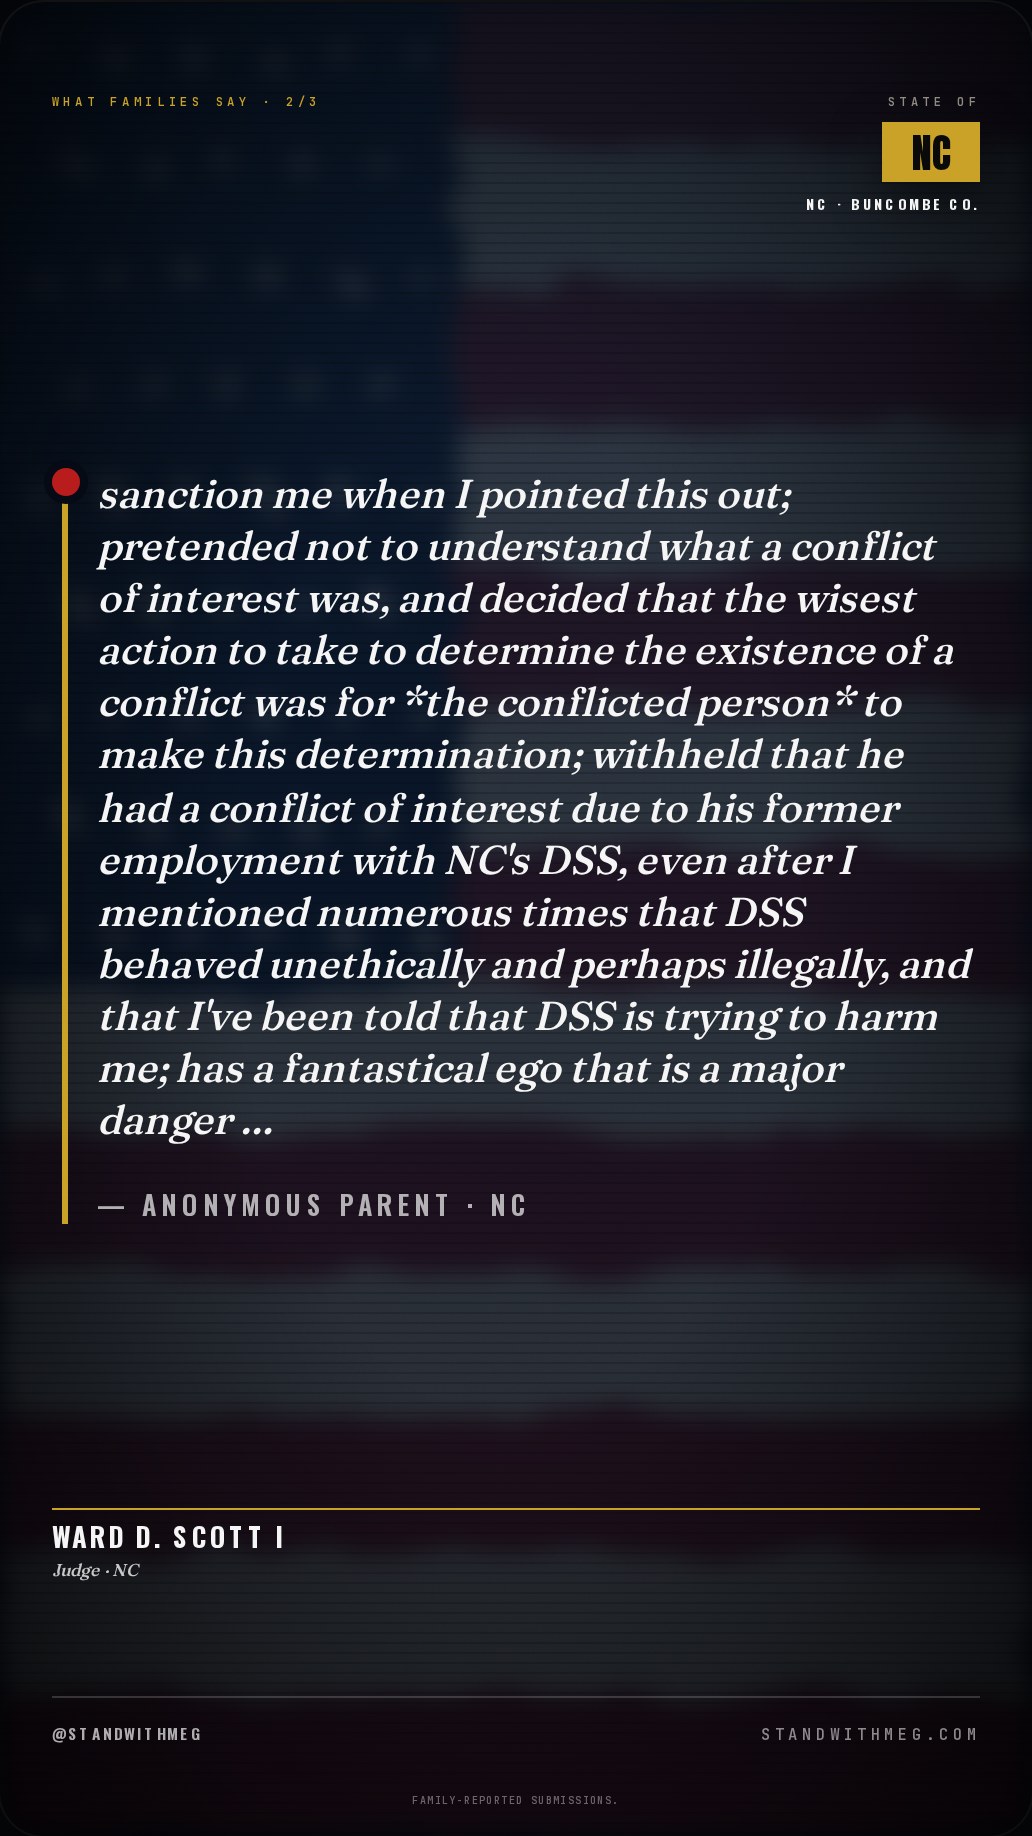 WHAT FAMILIES SAY · 2/3
STATE OF
NC
NC · BUNCOMBE CO.
sanction me when I pointed this out;
pretended not to understand what a conflict
of interest was, and decided that the wisest
action to take to determine the existence of a
conflict was for *the conflicted person* to
make this determination; withheld that he
had a conflict of interest due to his former
employment with NC's DSS, even after I
mentioned numerous times that DSS
behaved unethically and perhaps illegally, and
that I've been told that DSS is trying to harm
me; has a fantastical ego that is a major
danger ...
— ANONYMOUS PARENT · NC
WARD D. SCOTT I
Judge · NC
@STANDWITHMEG
STANDWITHMEG.COM
FAMILY-REPORTED SUBMISSIONS.